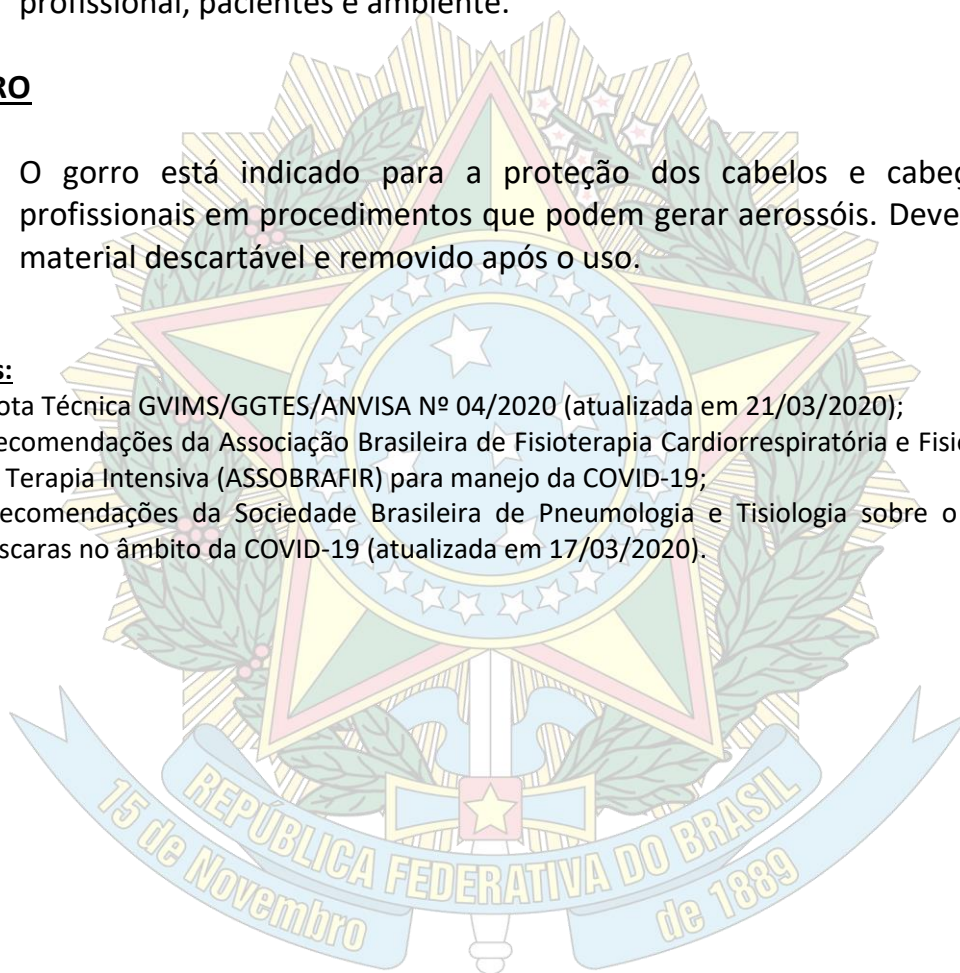 profissional, pacientes e ambiente.
RO
O gorro está indicado para a proteção dos cabelos e cabeç
profissionais em procedimentos que podem gerar aerossóis. Deve
material descartável e removido após o uso.
s:
ota Técnica GVIMS/GGTES/ANVISA Nº 04/2020 (atualizada em 21/03/2020);
ecomendações da Associação Brasileira de Fisioterapia Cardiorrespiratória e Fisio
Terapia Intensiva (ASSOBRAFIR) para manejo da COVID-19;
ecomendações da Sociedade Brasileira de Pneumologia e Tisiologia sobre o
scaras no âmbito da COVID-19 (atualizada em 17/03/2020).
REPÚBLICA FEDERATIVA DO BRASIL
15 de Novembro de 1889